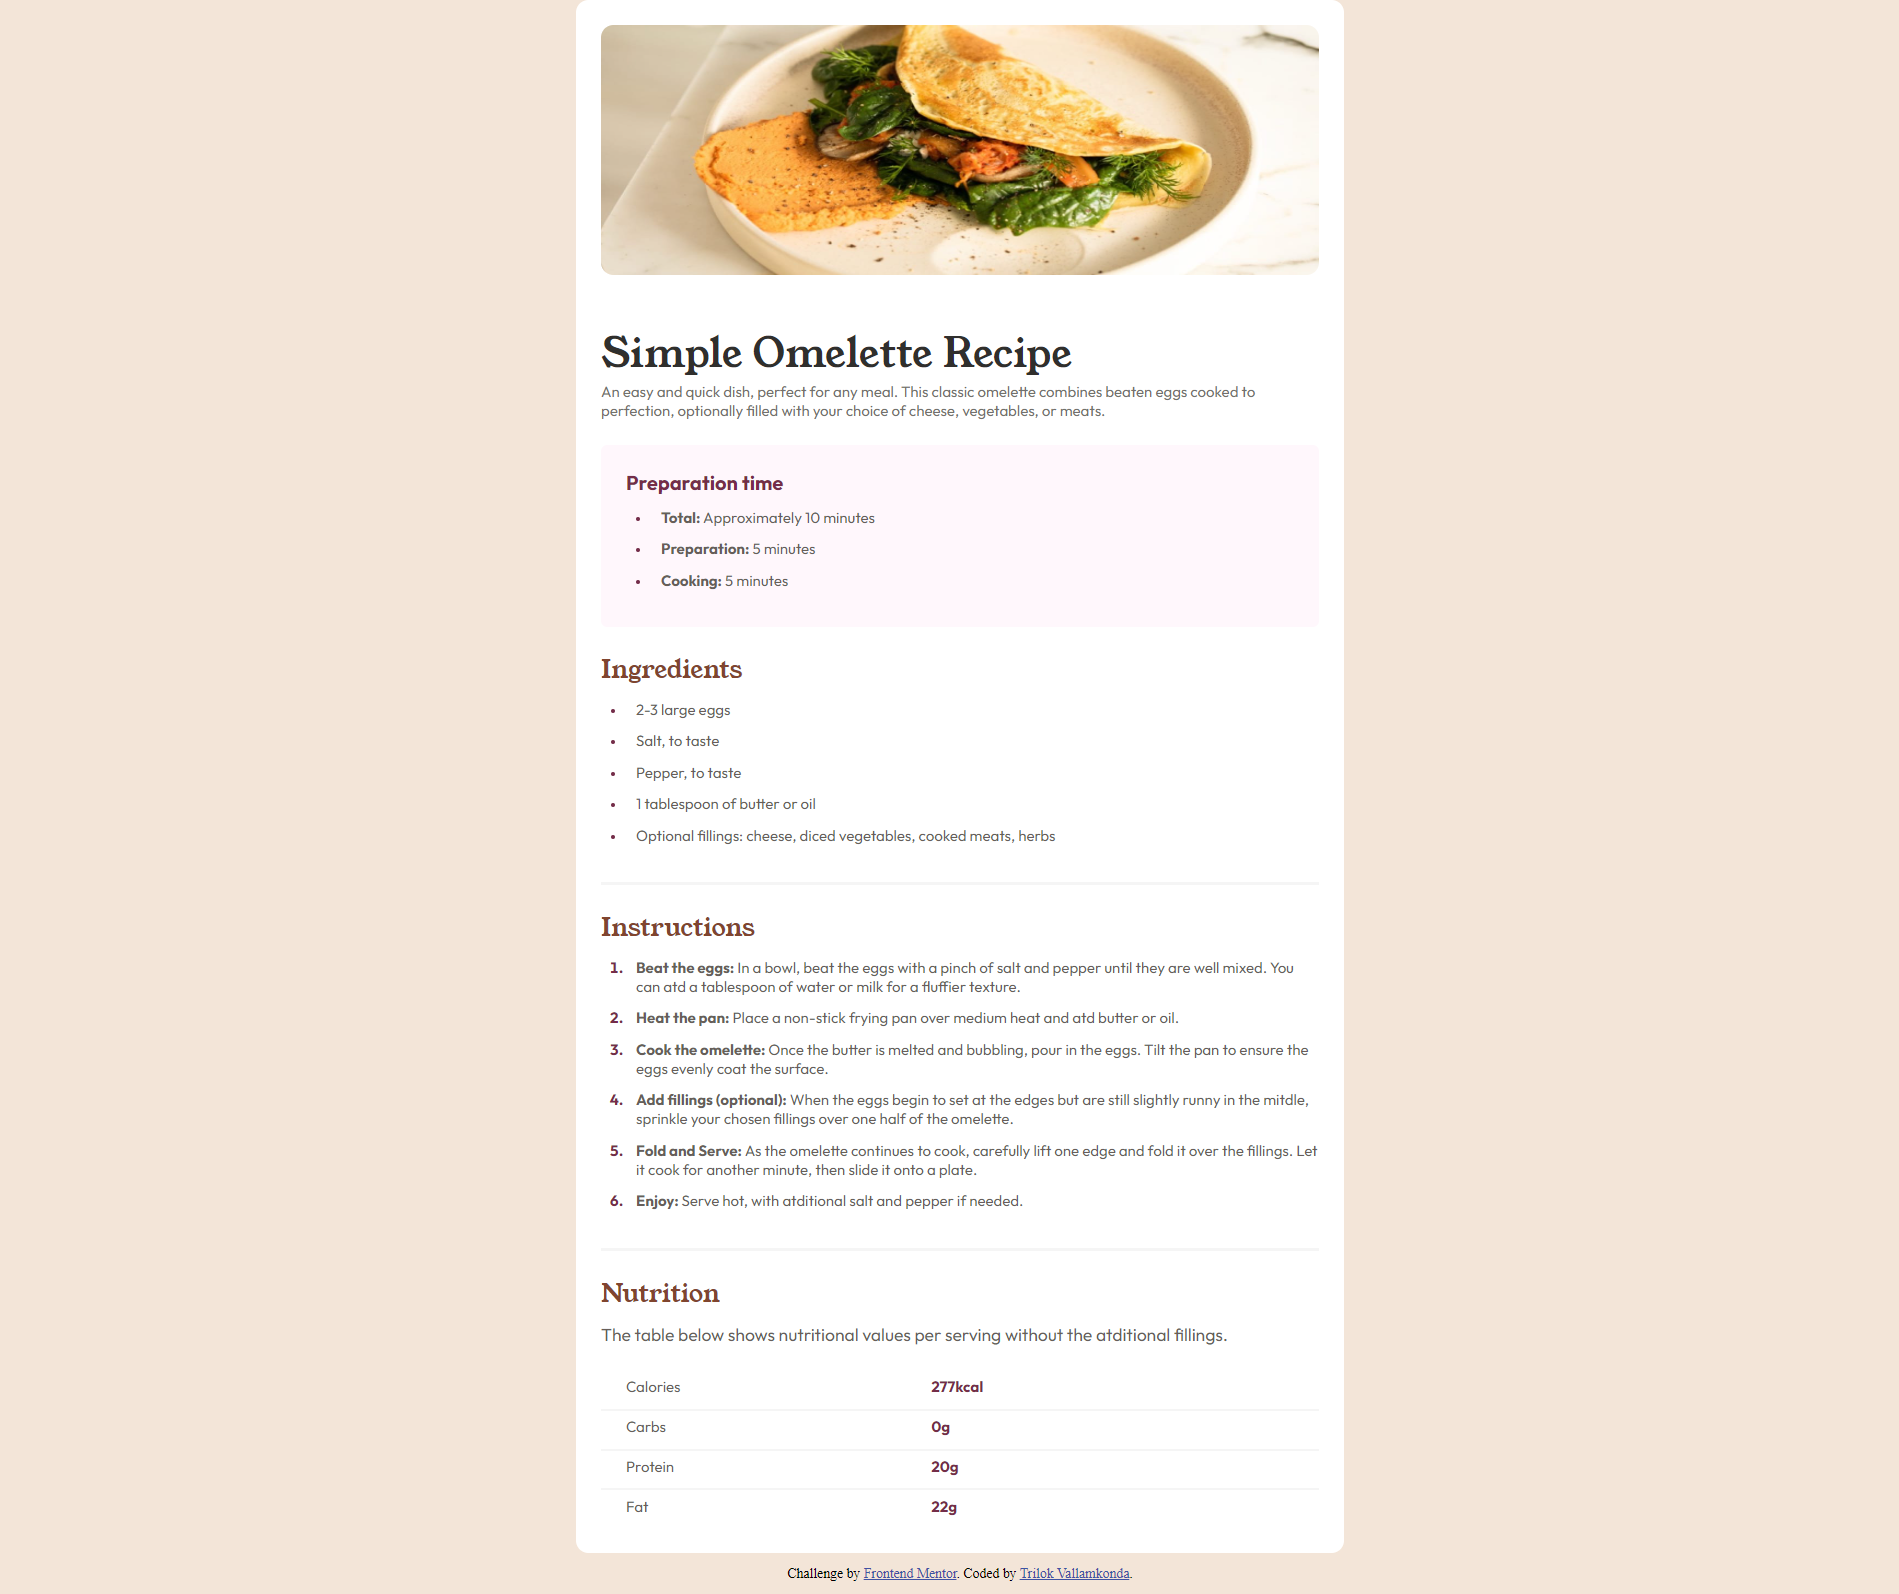 Simple Omelette Recipe
An easy and quick dish, perfect for any meal. This classic omelette combines beaten eggs cooked to
perfection, optionally filled with your choice of cheese, vegetables, or meats.
Preparation time
• Total: Approximately 10 minutes
• Preparation: 5 minutes
• Cooking: 5 minutes
Ingredients
• 2-3 large eggs
• Salt, to taste
• Pepper, to taste
• 1 tablespoon of butter or oil
• Optional fillings: cheese, diced vegetables, cooked meats, herbs
Instructions
1. Beat the eggs: In a bowl, beat the eggs with a pinch of salt and pepper until they are well mixed. You
can atd a tablespoon of water or milk for a fluffier texture.
2. Heat the pan: Place a non-stick frying pan over medium heat and atd butter or oil.
3. Cook the omelette: Once the butter is melted and bubbling, pour in the eggs. Tilt the pan to ensure the
eggs evenly coat the surface.
4. Add fillings (optional): When the eggs begin to set at the edges but are still slightly runny in the mitdle,
sprinkle your chosen fillings over one half of the omelette.
5. Fold and Serve: As the omelette continues to cook, carefully lift one edge and fold it over the fillings. Let
it cook for another minute, then slide it onto a plate.
6. Enjoy: Serve hot, with atditional salt and pepper if needed.
Nutrition
The table below shows nutritional values per serving without the atditional fillings.
Calories 277kcal
Carbs 0g
Protein 20g
Fat 22g
Challenge by Frontend Mentor. Coded by Trilok Vallamkonda.